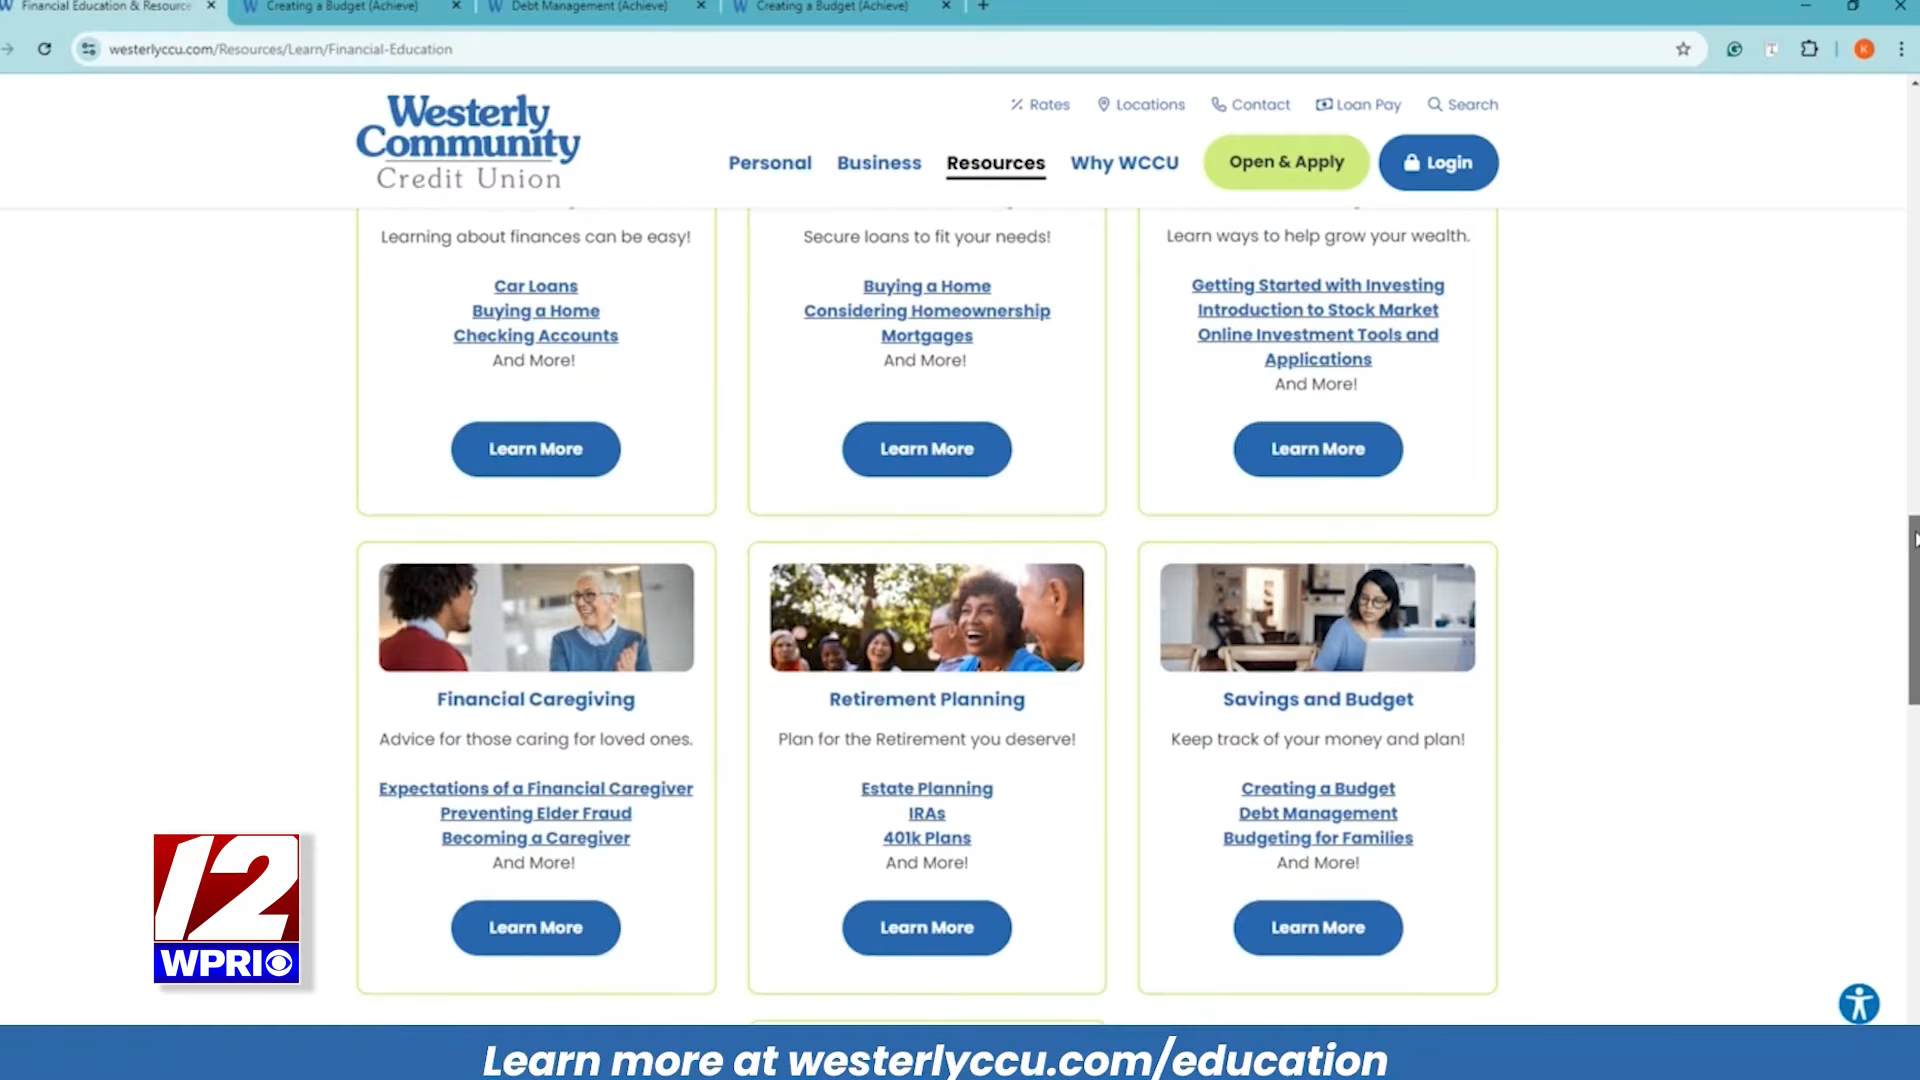 Financial Education & Resource
Creating a Budget (Achieve)
Debt Management (Achieve)
Creating a Budget (Achieve)
westerlyccu.com/Resources/Learn/Financial-Education
K
Westerly
Community
Credit Union
Rates
Locations
Contact
Loan Pay
Search
Personal
Business
Resources
Why WCCU
Open & Apply
Login
Learning about finances can be easy!
Car Loans
Buying a Home
Checking Accounts
And More!
Learn More
Secure loans to fit your needs!
Buying a Home
Considering Homeownership
Mortgages
And More!
Learn More
Learn ways to help grow your wealth.
Getting Started with Investing
Introduction to Stock Market
Online Investment Tools and
Applications
And More!
Learn More
Financial Caregiving
Advice for those caring for loved ones.
Expectations of a Financial Caregiver
Preventing Elder Fraud
Becoming a Caregiver
And More!
Learn More
Retirement Planning
Plan for the Retirement you deserve!
Estate Planning
IRAs
401k Plans
And More!
Learn More
Savings and Budget
Keep track of your money and plan!
Creating a Budget
Debt Management
Budgeting for Families
And More!
Learn More
12
WPRI
Learn more at westerlyccu.com/education